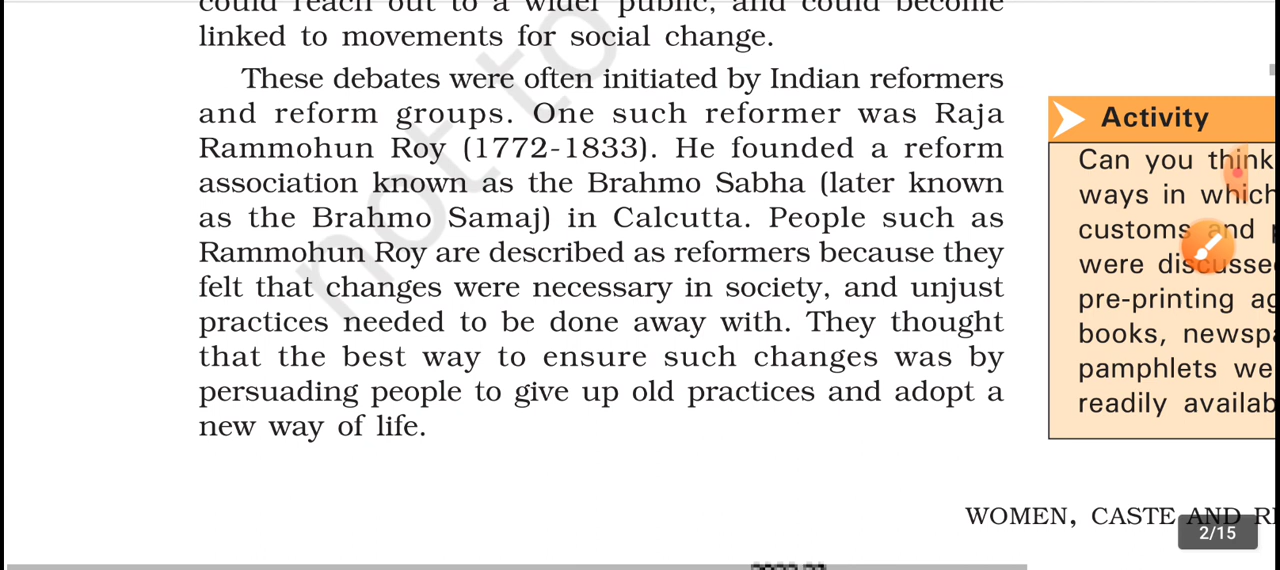 could reach out to a wider public, and could become
linked to movements for social change.
These debates were often initiated by Indian reformers
and reform groups. One such reformer was Raja
Rammohun Roy (1772-1833). He founded a reform
association known as the Brahmo Sabha (later known
as the Brahmo Samaj) in Calcutta. People such as
Rammohun Roy are described as reformers because they
felt that changes were necessary in society, and unjust
practices needed to be done away with. They thought
that the best way to ensure such changes was by
persuading people to give up old practices and adopt a
new way of life.
not to
Activity
Can you think
ways in which
customs and
were discusse
pre-printing ag
books, newspa
pamphlets we
readily availab
WOMEN, CASTE AND RE
2/15